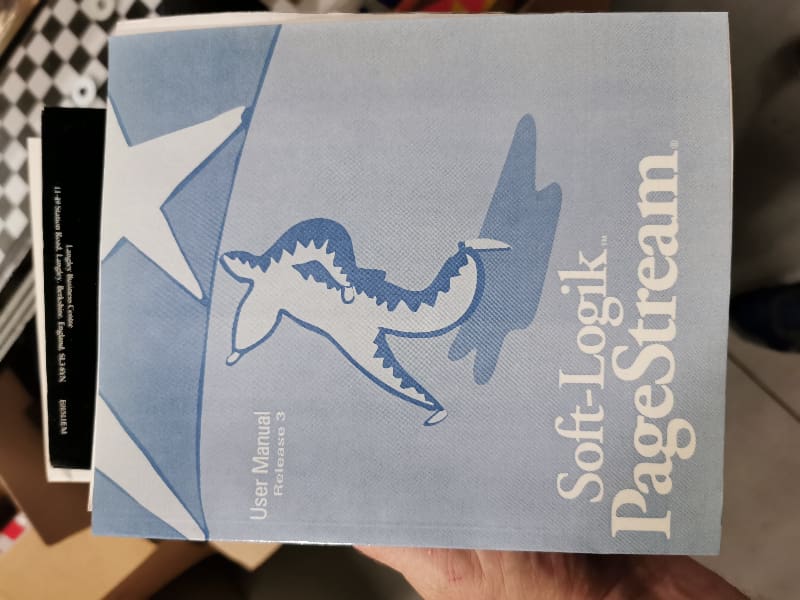 User Manual
Release 3
Soft-Logik™
PageStream®
Langley Business Centre
11-49 Station Road, Langley, Berkshire, England, SL3 8YN